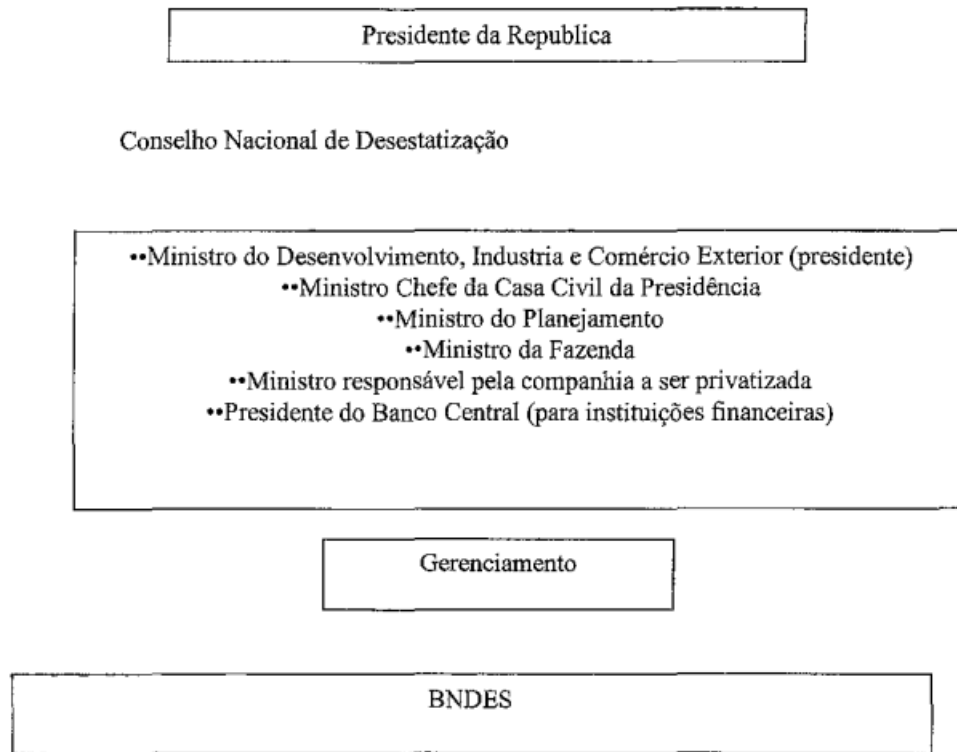 Presidente da Republica
Conselho Nacional de Desestatização
••Ministro do Desenvolvimento, Industria e Comércio Exterior (presidente)
••Ministro Chefe da Casa Civil da Presidência
••Ministro do Planejamento
••Ministro da Fazenda
••Ministro responsável pela companhia a ser privatizada
••Presidente do Banco Central (para instituições financeiras)
Gerenciamento
BNDES